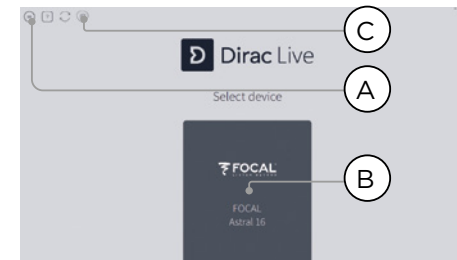 C
Dirac Live
A
Select device
FOCAL
B
FOCAL
Astral 16